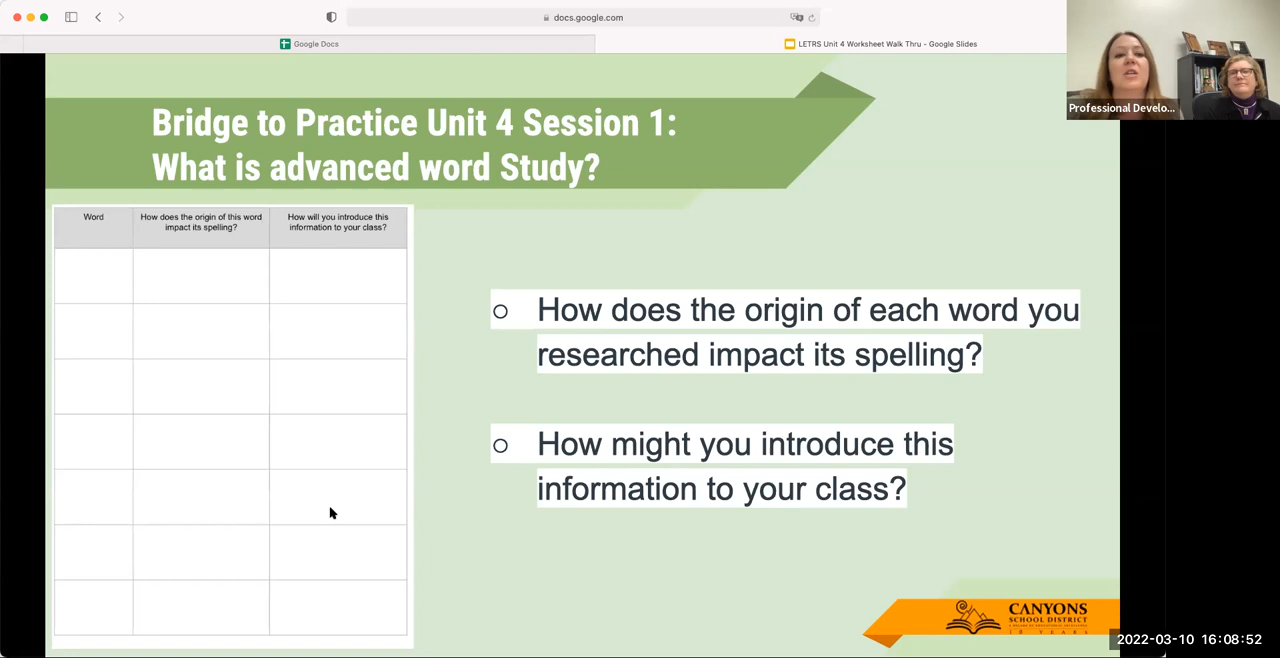 docs.google.com
Google Docs
LETRS Unit 4 Worksheet Walk Thru - Google Slides
Professional Develo...
Bridge to Practice Unit 4 Session 1:
What is advanced word Study?
Word
How does the origin of this word
impact its spelling?
How will you introduce this
information to your class?
○ How does the origin of each word you
researched impact its spelling?
○ How might you introduce this
information to your class?
CANYONS
SCHOOL DISTRICT
YEARS
2022-03-10 16:08:52